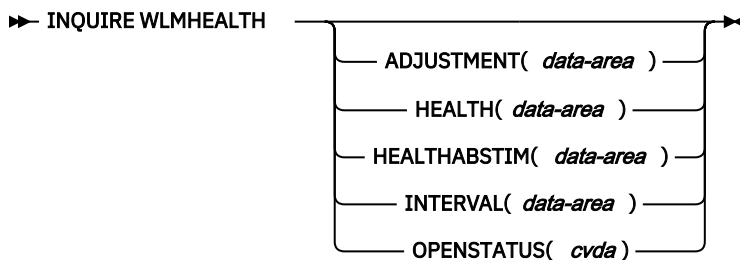 INQUIRE WLMHEALTH
ADJUSTMENT( data-area )
HEALTH( data-area )
HEALTHABSTIM( data-area )
INTERVAL( data-area )
OPENSTATUS( cvda )